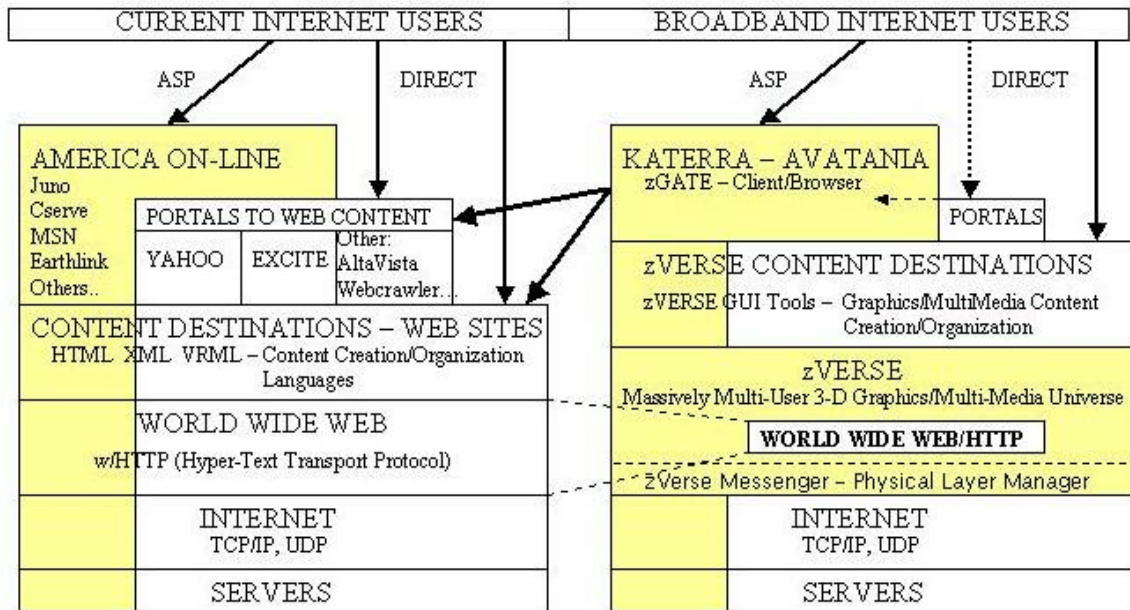 CURRENT INTERNET USERS
BROADBAND INTERNET USERS
ASP
DIRECT
ASP
DIRECT
AMERICA ON-LINE
Juno
Cserve
MSN
Earthlink
Others..
PORTALS TO WEB CONTENT
YAHOO
EXCITE
Other:
AltaVista
Webcrawler...
CONTENT DESTINATIONS – WEB SITES
HTML XML VRML – Content Creation/Organization
Languages
WORLD WIDE WEB
w/HTTP (Hyper-Text Transport Protocol)
INTERNET
TCP/IP, UDP
SERVERS
KATERRA – AVATANIA
zGATE – Client/Browser
PORTALS
zVERSE CONTENT DESTINATIONS
zVERSE GUI Tools – Graphics/MultiMedia Content
Creation/Organization
zVERSE
Massively Multi-User 3-D Graphics/Multi-Media Universe
WORLD WIDE WEB/HTTP
zVerse Messenger – Physical Layer Manager
INTERNET
TCP/IP, UDP
SERVERS